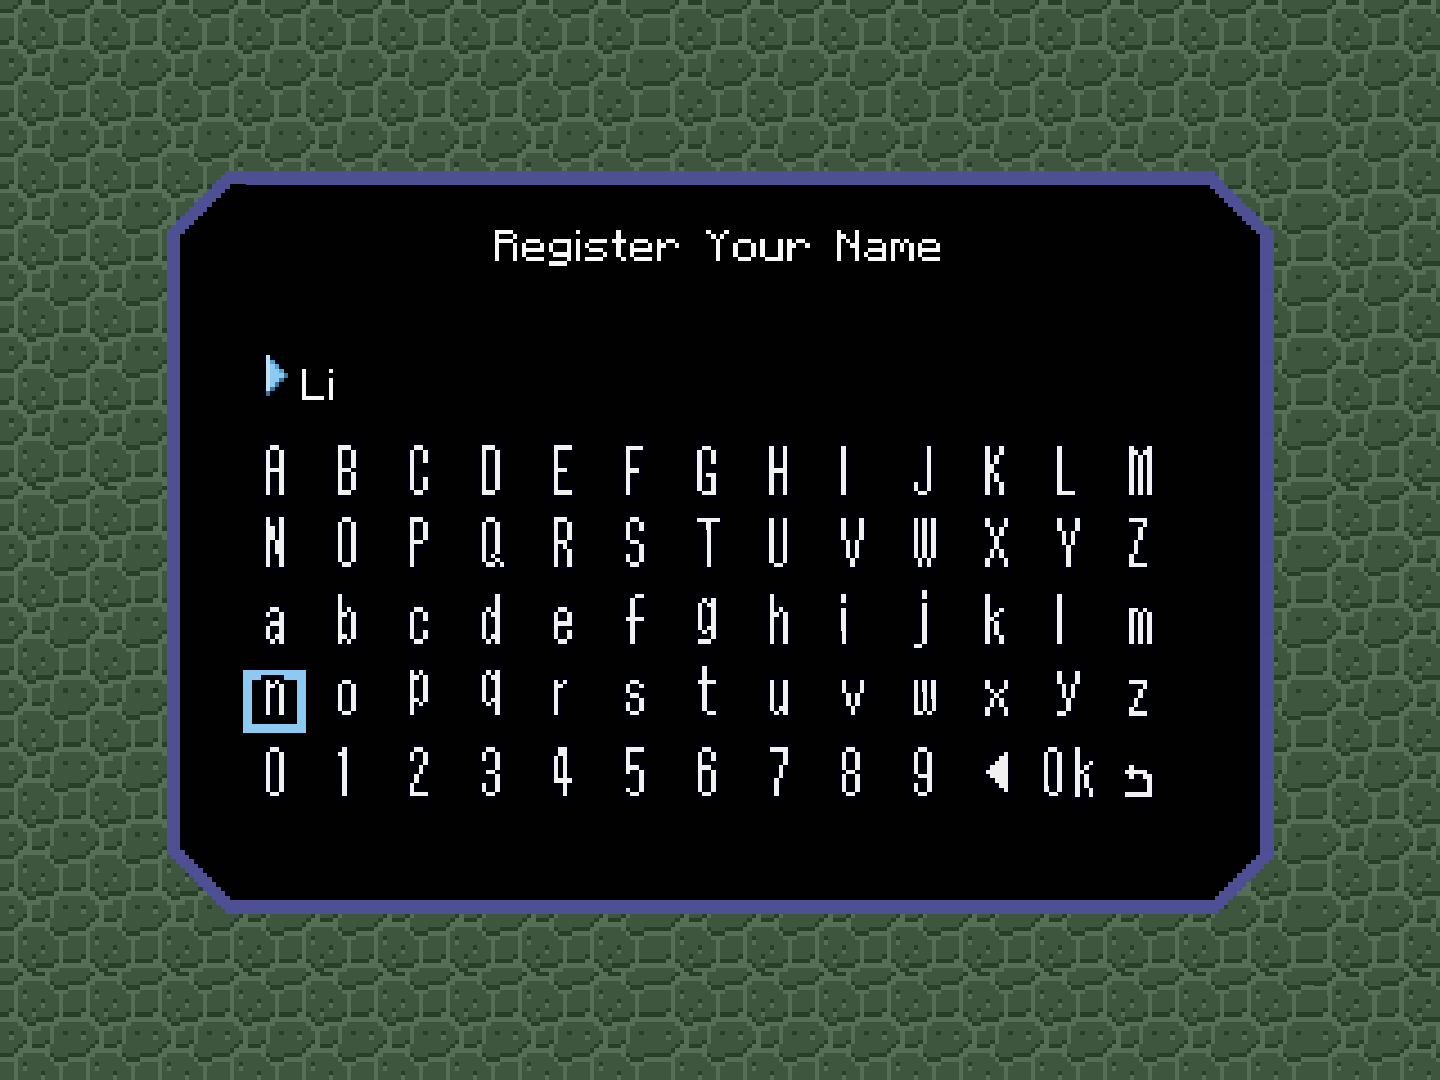 Register Your Name
Li
A B C D E F G H I J K L M
N O P Q R S T U V W X Y Z
a b c d e f g h i j k l m
n o p q r s t u v w x y z
0 1 2 3 4 5 6 7 8 9 Ok